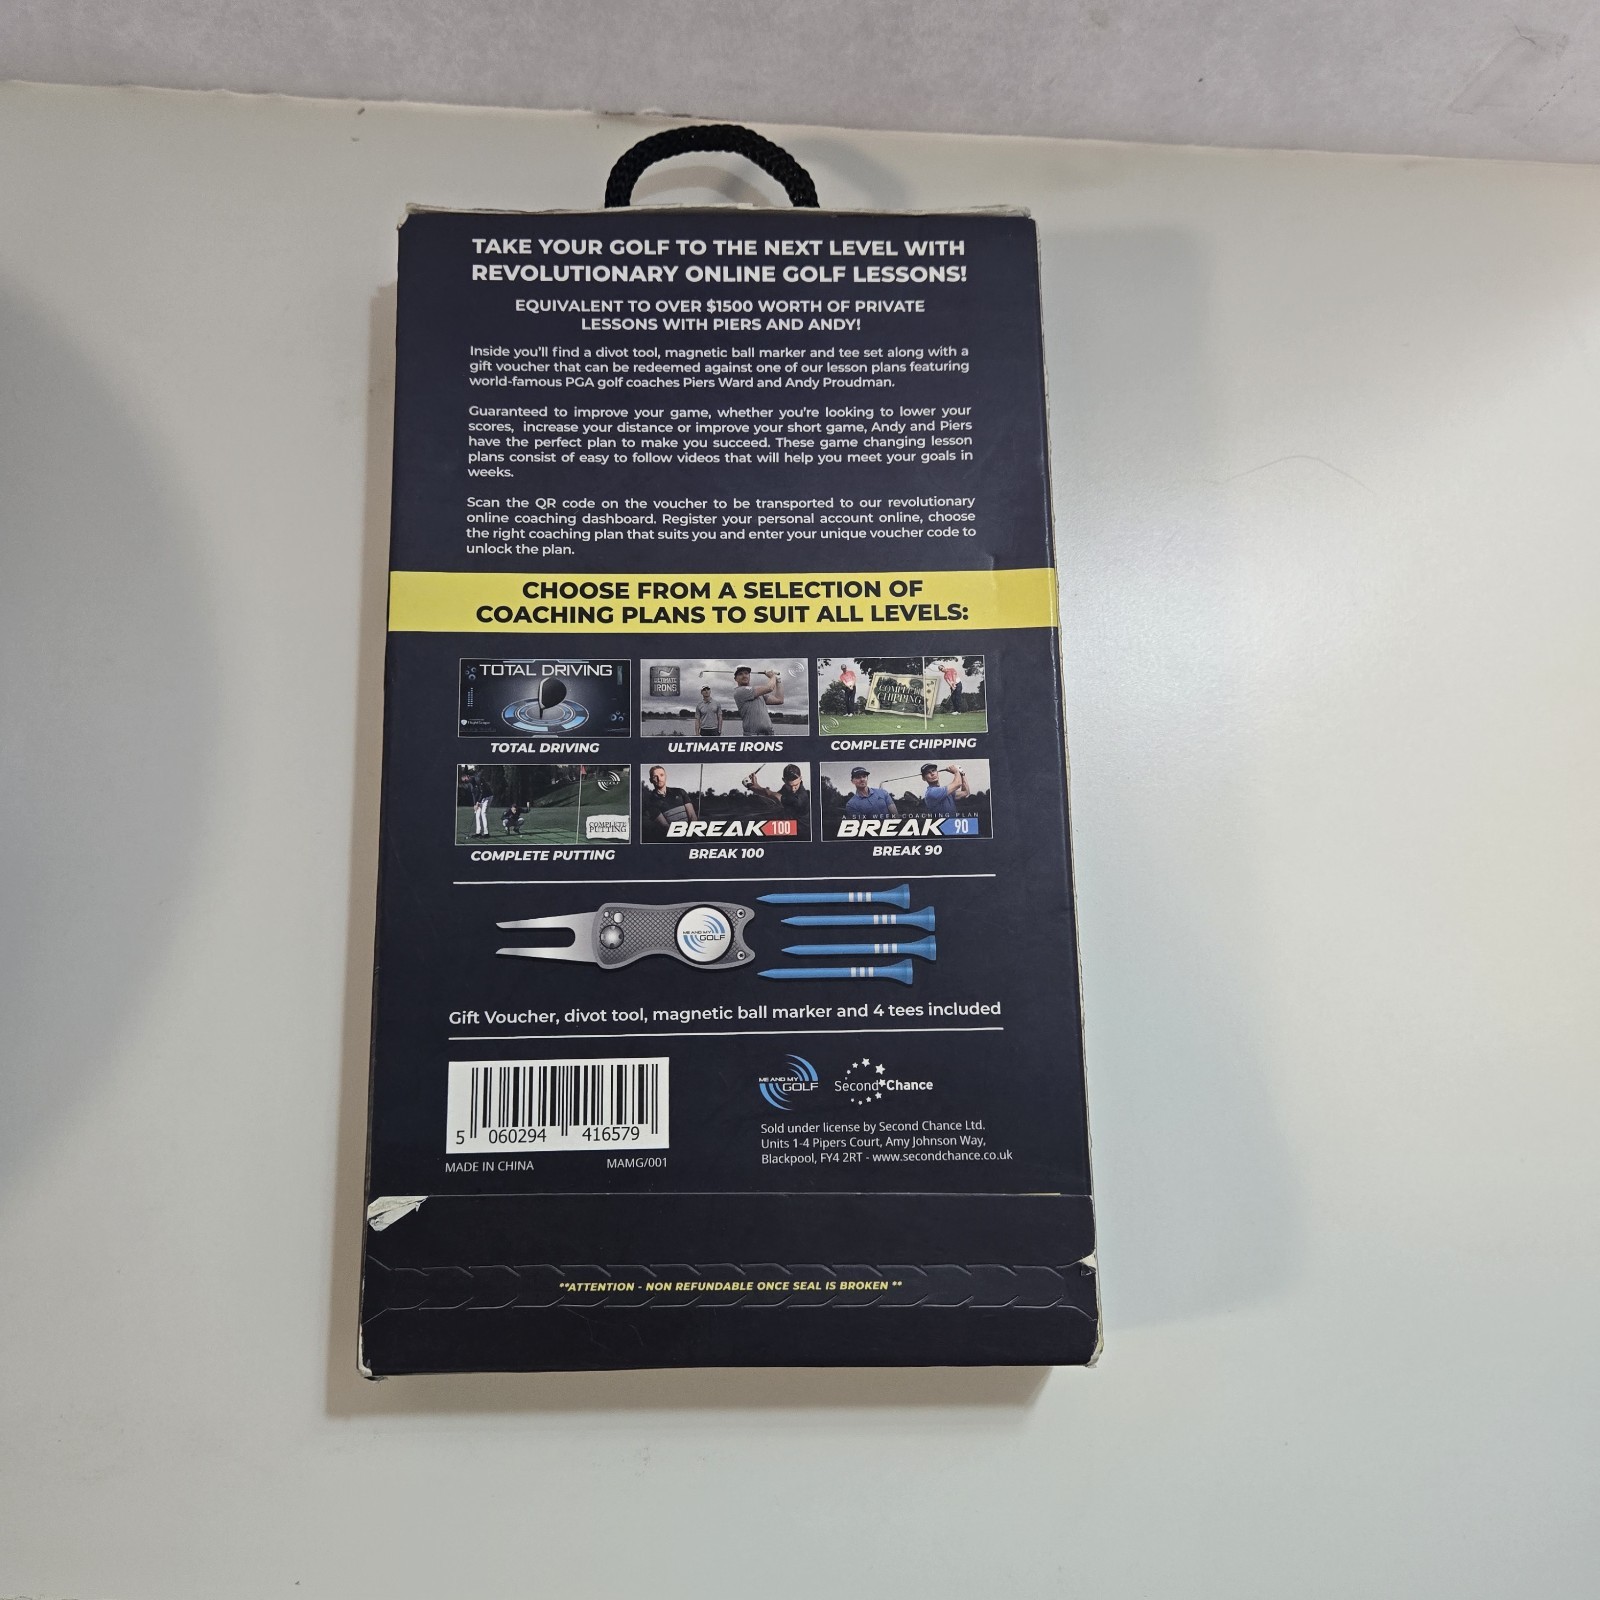 TAKE YOUR GOLF TO THE NEXT LEVEL WITH
REVOLUTIONARY ONLINE GOLF LESSONS!
EQUIVALENT TO OVER $1500 WORTH OF PRIVATE
LESSONS WITH PIERS AND ANDY!
Inside you'll find a divot tool, magnetic ball marker and tee set along with a
gift voucher that can be redeemed against one of our lesson plans featuring
world-famous PGA golf coaches Piers Ward and Andy Proudman.
Guaranteed to improve your game, whether you're looking to lower your
scores, increase your distance or improve your short game, Andy and Piers
have the perfect plan to make you succeed. These game changing lesson
plans consist of easy to follow videos that will help you meet your goals in
weeks.
Scan the QR code on the voucher to be transported to our revolutionary
online coaching dashboard. Register your personal account online, choose
the right coaching plan that suits you and enter your unique voucher code to
unlock the plan.
CHOOSE FROM A SELECTION OF
COACHING PLANS TO SUIT ALL LEVELS:
TOTAL DRIVING
ULTIMATE
IRONS
COMPLETE
CHIPPING
TOTAL DRIVING
ULTIMATE IRONS
COMPLETE CHIPPING
COMPLETE
PUTTING
BREAK 100
A SIX WEEK COACHING PLAN
BREAK 90
COMPLETE PUTTING
BREAK 100
BREAK 90
ME AND MY
GOLF
Gift Voucher, divot tool, magnetic ball marker and 4 tees included
5 060294 416579
MADE IN CHINA
MAMG/001
ME AND MY
GOLF
Second Chance
Sold under license by Second Chance Ltd.
Units 1-4 Pipers Court, Amy Johnson Way,
Blackpool, FY4 2RT - www.secondchance.co.uk
**ATTENTION - NON REFUNDABLE ONCE SEAL IS BROKEN **